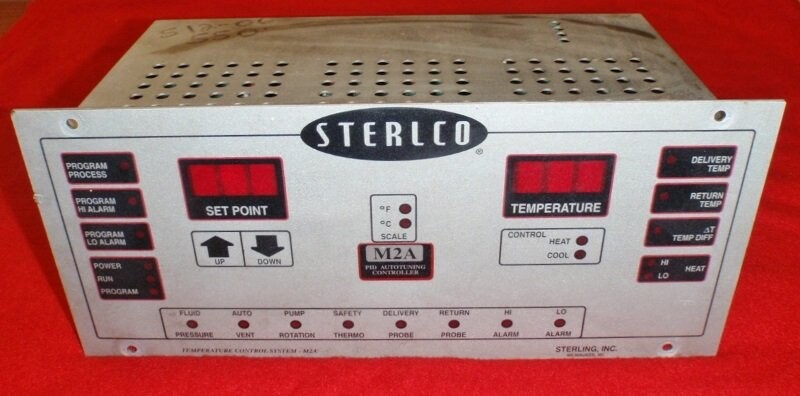 STERLCO
®
PROGRAM
PROCESS
PROGRAM
HI ALARM
PROGRAM
LO ALARM
POWER
RUN
PROGRAM
SET POINT
UP
DOWN
°F
°C
SCALE
M2A
PID AUTOTUNING
CONTROLLER
TEMPERATURE
CONTROL
HEAT
COOL
DELIVERY
TEMP
RETURN
TEMP
ΔT
TEMP DIFF
HI
LO
HEAT
FLUID
PRESSURE
AUTO
VENT
PUMP
ROTATION
SAFETY
THERMO
DELIVERY
PROBE
RETURN
PROBE
HI
ALARM
LO
ALARM
TEMPERATURE CONTROL SYSTEM - M2A
STERLING, INC.
MILWAUKEE, WI